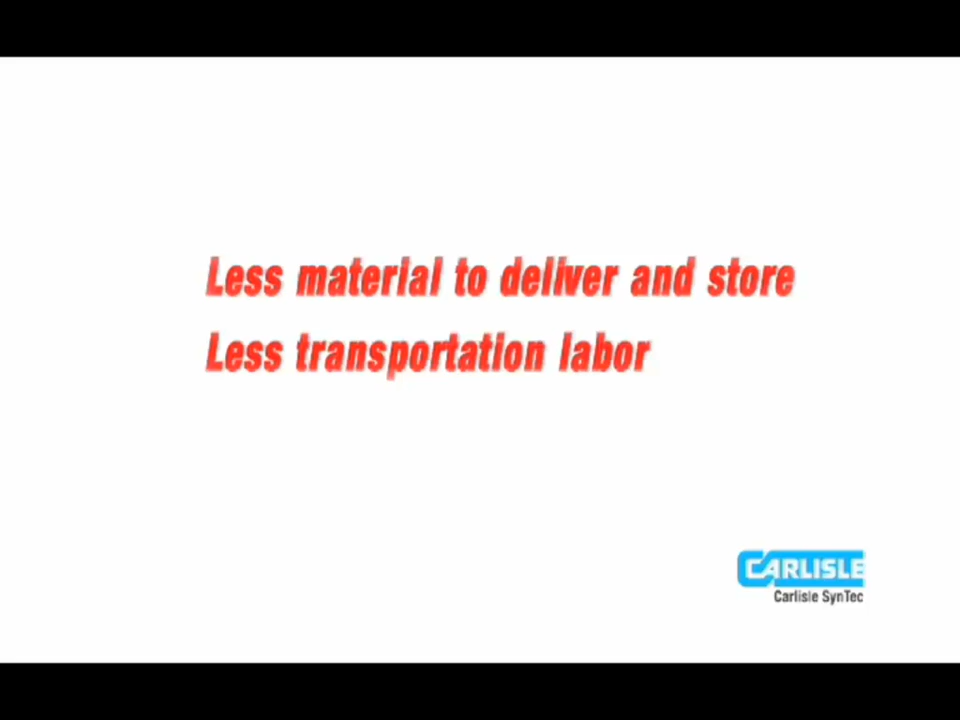 Less material to deliver and store
Less transportation labor
CARLISLE
Carlisle SynTec